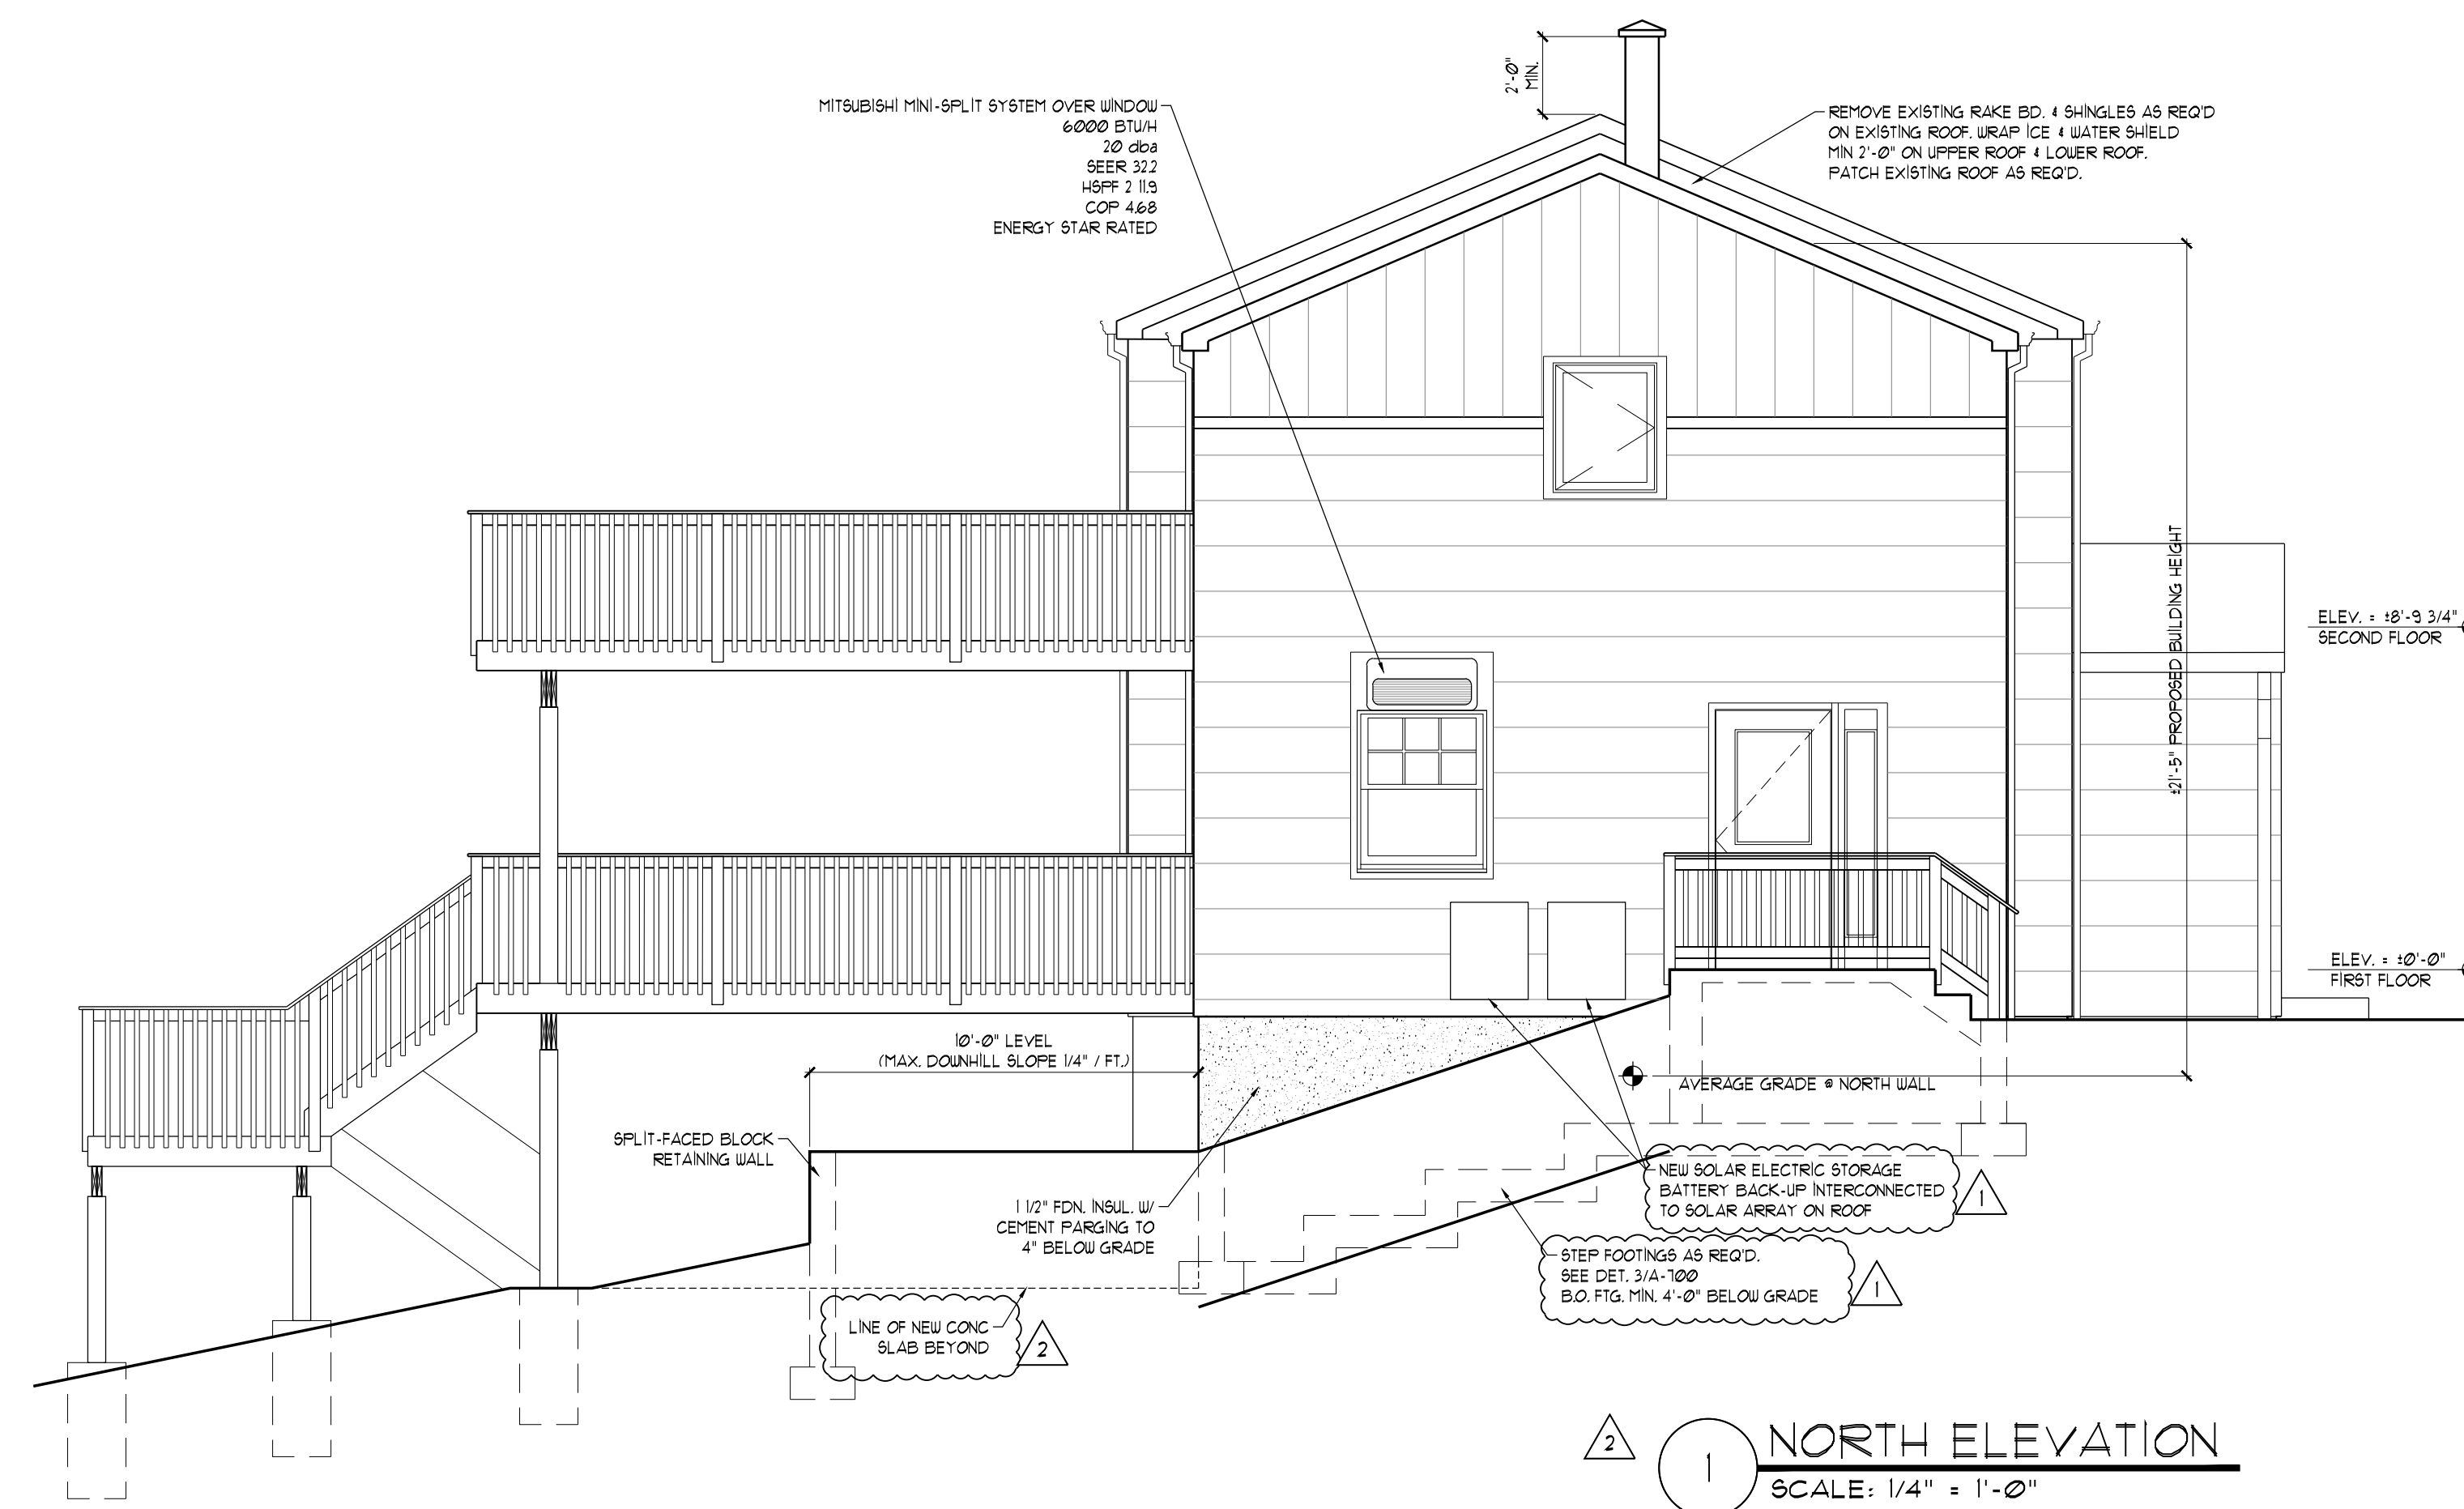 2'-0"
MIN.
MITSUBISHI MINI-SPLIT SYSTEM OVER WINDOW
6000 BTU/H
20 dba
SEER 32.2
HSPF 2 11.9
COP 4.68
ENERGY STAR RATED
REMOVE EXISTING RAKE BD. & SHINGLES AS REQ'D
ON EXISTING ROOF. WRAP ICE & WATER SHIELD
MIN 2'-0" ON UPPER ROOF & LOWER ROOF.
PATCH EXISTING ROOF AS REQ'D.
±21'-5" PROPOSED BUILDING HEIGHT
ELEV. = ±8'-9 3/4"
SECOND FLOOR
ELEV. = ±0'-0"
FIRST FLOOR
10'-0" LEVEL
(MAX. DOWNHILL SLOPE 1/4" / FT.)
AVERAGE GRADE @ NORTH WALL
SPLIT-FACED BLOCK
RETAINING WALL
1 1/2" FDN. INSUL. W/
CEMENT PARGING TO
4" BELOW GRADE
NEW SOLAR ELECTRIC STORAGE
BATTERY BACK-UP INTERCONNECTED
TO SOLAR ARRAY ON ROOF
1
STEP FOOTINGS AS REQ'D.
SEE DET. 3/A-700
B.O. FTG. MIN. 4'-0" BELOW GRADE
1
LINE OF NEW CONC
SLAB BEYOND
2
2
1
NORTH ELEVATION
SCALE: 1/4" = 1'-0"